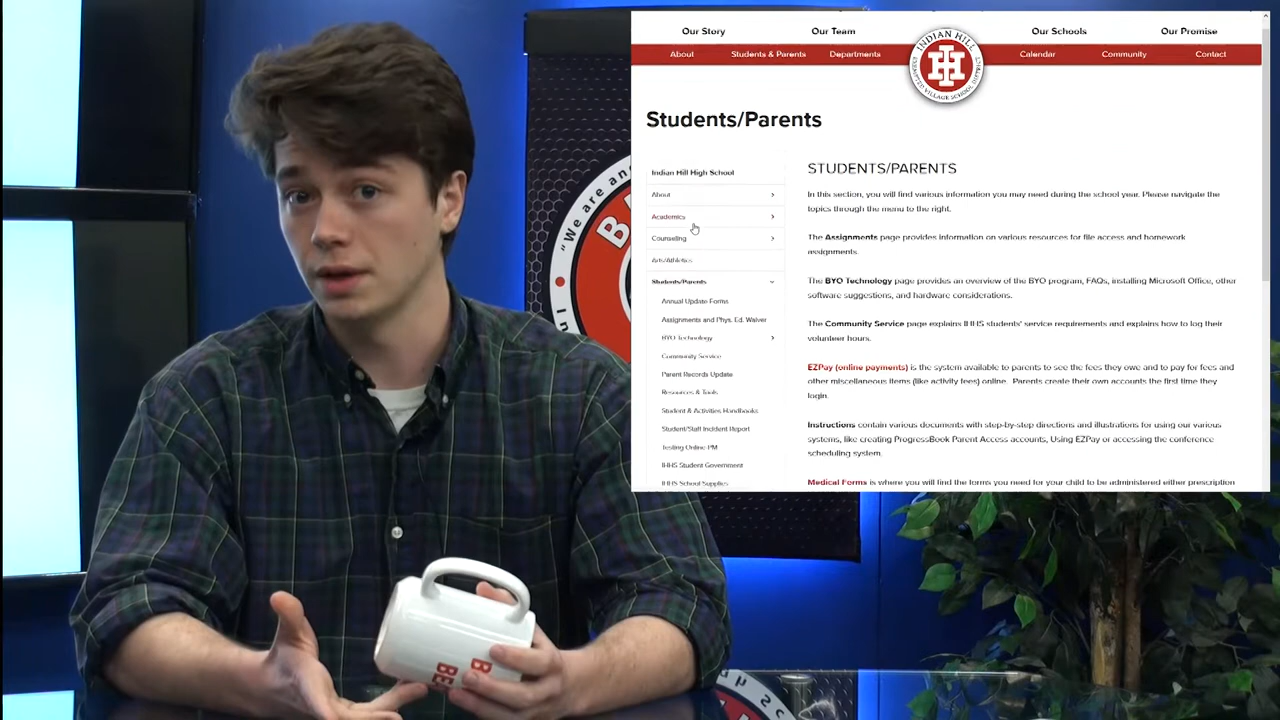 Our Story
Our Team
Our Schools
Our Promise
About
Students & Parents
Departments
Calendar
Community
Contact
INDIAN HILL
EXEMPTED VILLAGE SCHOOL
Students/Parents
Indian Hill High School
About
Academics
Counseling
Arts/Athletics
Students/Parents
Annual Update Forms
Assignments and Phys. Ed. Waiver
BYO Technology
Community Service
Parent Records Update
Resources & Tools
Student & Activities Handbooks
Student/Staff Incident Report
Testing Online PM
IHHS Student Government
IHHS School Supplies
STUDENTS/PARENTS
In this section, you will find various information you may need during the school year. Please navigate the
topics through the menu to the right.
The Assignments page provides information on various resources for file access and homework
assignments.
The BYO Technology page provides an overview of the BYO program, FAQs, installing Microsoft Office, other
software suggestions, and hardware considerations.
The Community Service page explains IHHS students' service requirements and explains how to log their
volunteer hours.
EZPay (online payments) is the system available to parents to see the fees they owe and to pay for fees and
other miscellaneous items (like activity fees) online. Parents create their own accounts the first time they
login.
Instructions contain various documents with step-by-step directions and illustrations for using our various
systems, like creating ProgressBook Parent Access accounts, Using EZPay or accessing the conference
scheduling system.
Medical Forms is where you will find the forms you need for your child to be administered either prescription
"We are an